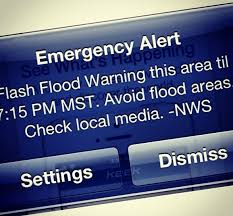 Emergency Alert
Flash Flood Warning this area til
7:15 PM MST. Avoid flood areas.
Check local media. -NWS
Settings
Dismiss